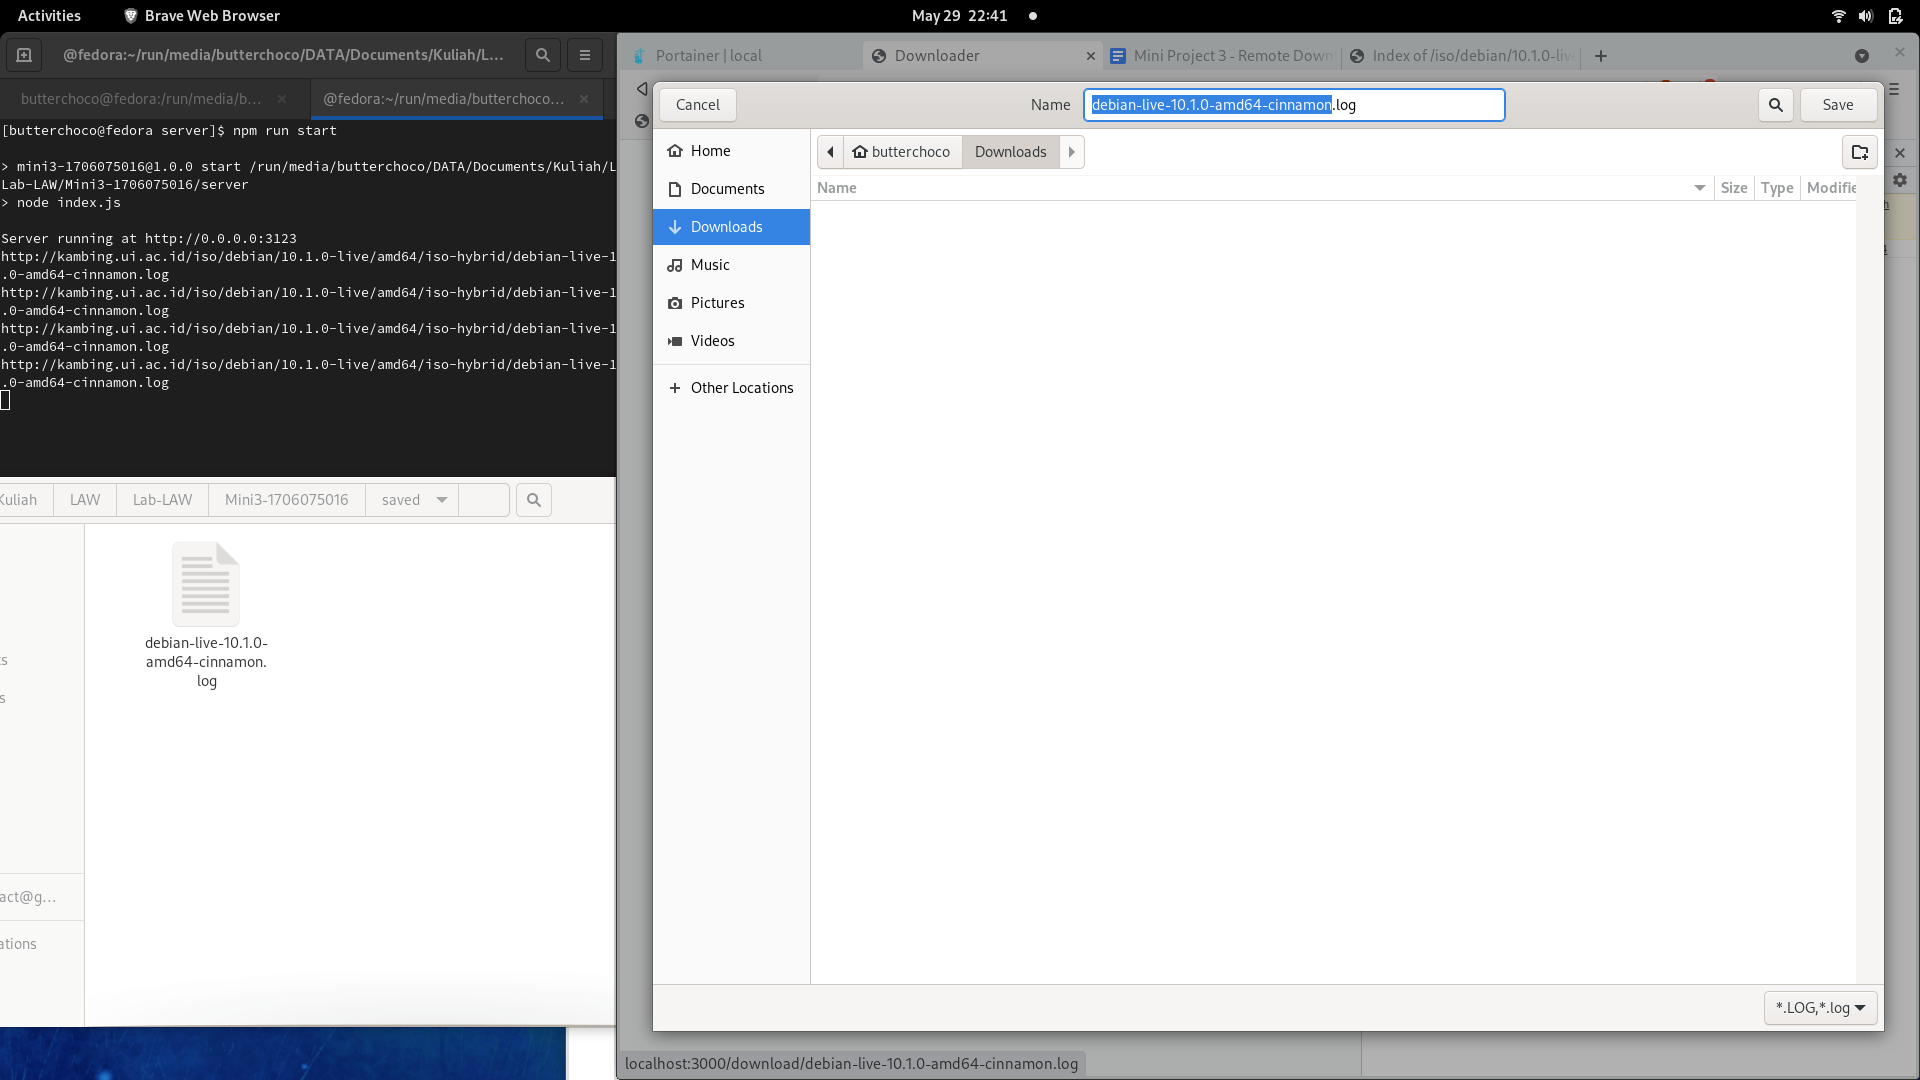 Activities
Brave Web Browser
May 29 22:41
@fedora:~/run/media/butterchoco/DATA/Documents/Kuliah/L...
butterchoco@fedora:/run/media/b...
@fedora:~/run/media/butterchoco...
[butterchoco@fedora server]$ npm run start
> mini3-1706075016@1.0.0 start /run/media/butterchoco/DATA/Documents/Kuliah/L
Lab-LAW/Mini3-1706075016/server
> node index.js
Server running at http://0.0.0.0:3123
http://kambing.ui.ac.id/iso/debian/10.1.0-live/amd64/iso-hybrid/debian-live-1
.0-amd64-cinnamon.log
http://kambing.ui.ac.id/iso/debian/10.1.0-live/amd64/iso-hybrid/debian-live-1
.0-amd64-cinnamon.log
http://kambing.ui.ac.id/iso/debian/10.1.0-live/amd64/iso-hybrid/debian-live-1
.0-amd64-cinnamon.log
http://kambing.ui.ac.id/iso/debian/10.1.0-live/amd64/iso-hybrid/debian-live-1
.0-amd64-cinnamon.log
Kuliah
LAW
Lab-LAW
Mini3-1706075016
saved
debian-live-10.1.0-
amd64-cinnamon.
log
ts
s
act@g...
ations
Portainer | local
Downloader
Mini Project 3 - Remote Down
Index of /iso/debian/10.1.0-liv
Cancel
Name
debian-live-10.1.0-amd64-cinnamon.log
Save
Home
Documents
Downloads
Music
Pictures
Videos
Other Locations
butterchoco
Downloads
Name
Size
Type
Modifie
*.LOG,*.log
localhost:3000/download/debian-live-10.1.0-amd64-cinnamon.log